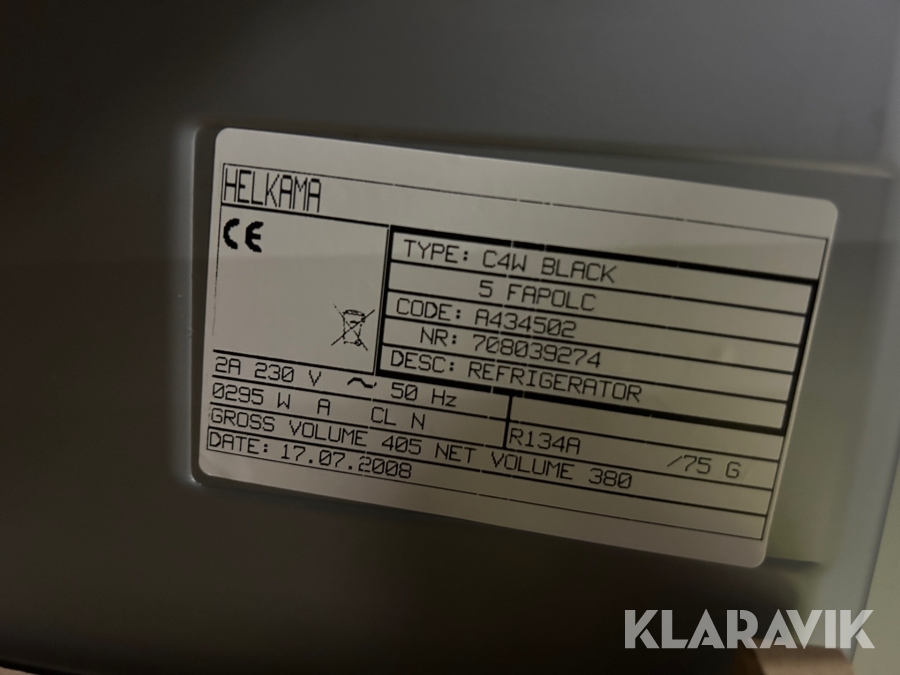 HELKAMA
CE
TYPE: C4W BLACK
5 FAPOLC
CODE: A434502
NR: 708039274
DESC: REFRIGERATOR
2A 230 V ~ 50 Hz
0295 W A CL N
R134A /75 G
GROSS VOLUME 405 NET VOLUME 380
DATE: 17.07.2008
KLARAVIK